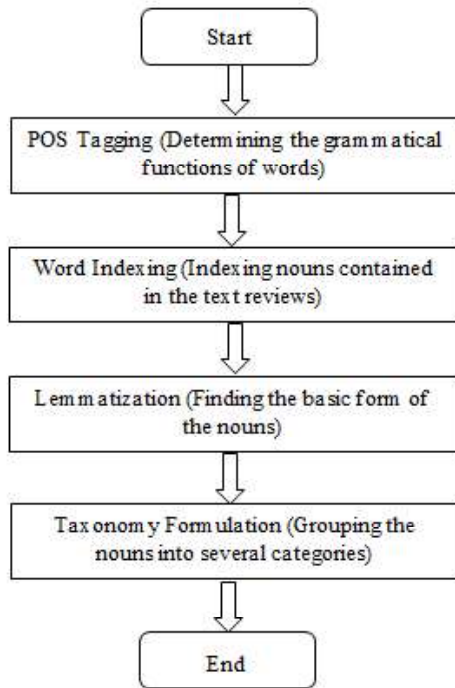 Start
POS Tagging (Determining the grammatical
functions of words)
Word Indexing (Indexing nouns contained
in the text reviews)
Lemmatization (Finding the basic form of
the nouns)
Taxonomy Formulation (Grouping the
nouns into several categories)
End